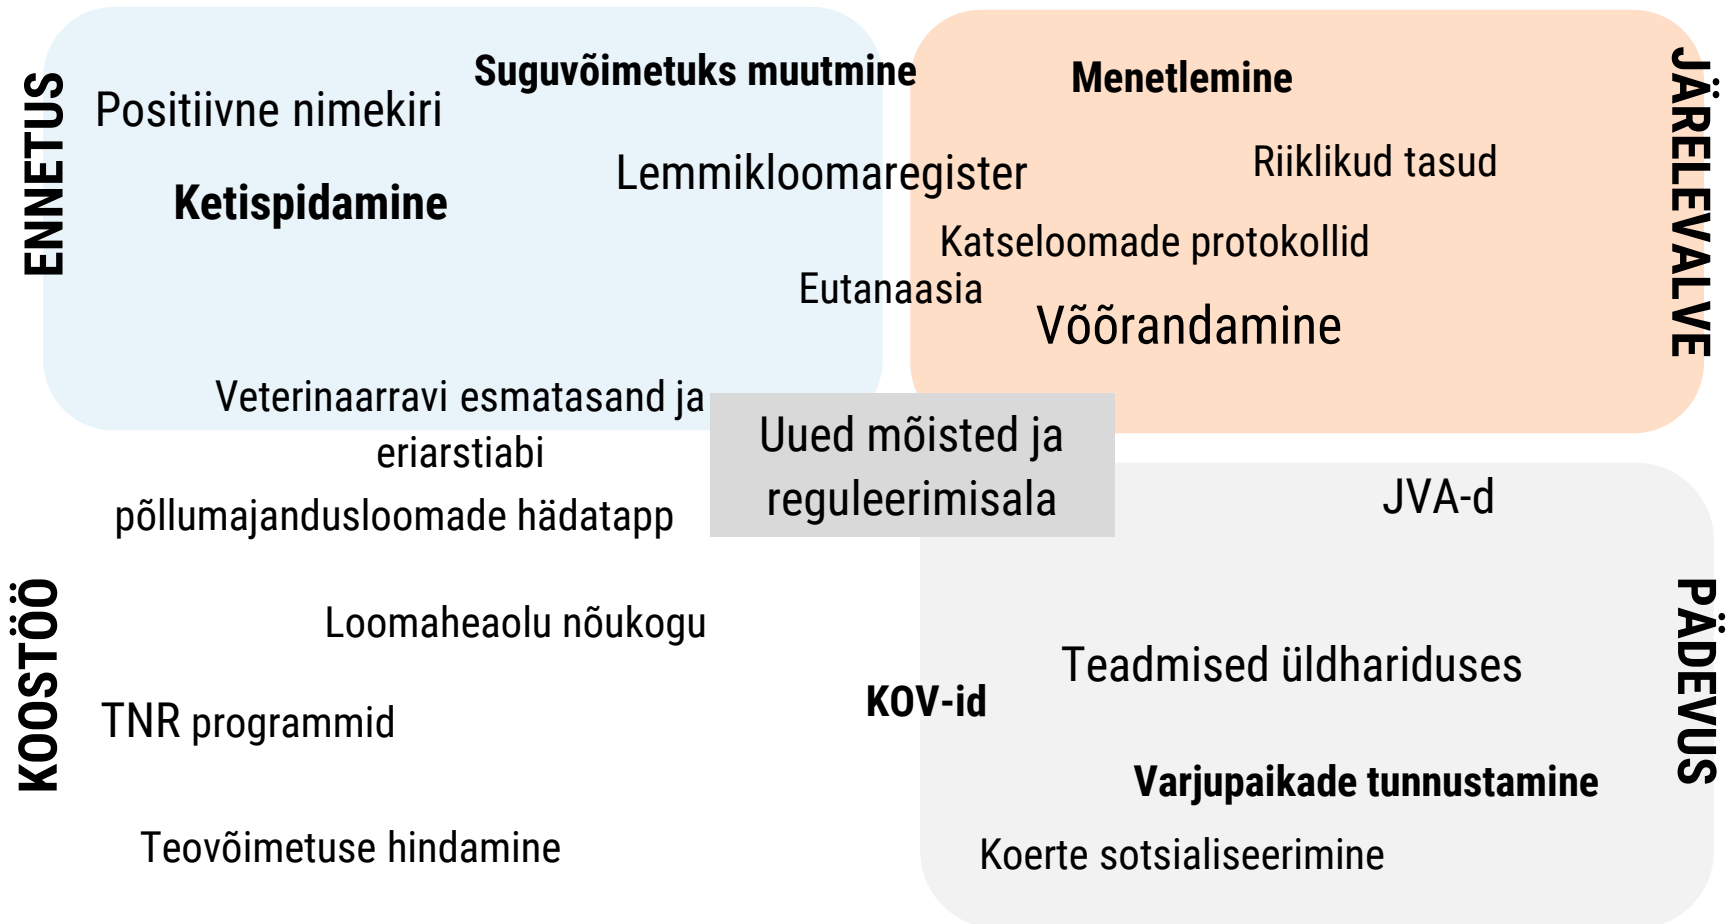 ENNETUS
Positiivne nimekiri
Suguvõimetuks muutmine
Ketispidamine
Lemmikloomaregister
Eutanaasia
Veterinaarravi esmatasand ja
eriarstiabi
JÄRELEVALVE
Menetlemine
Riiklikud tasud
Katseloomade protokollid
Võõrandamine
Uued mõisted ja
reguleerimisala
KOOSTÖÖ
põllumajandusloomade hädatapp
Loomaheaolu nõukogu
TNR programmid
Teovõimetuse hindamine
KOV-id
PÄDEVUS
JVA-d
Teadmised üldhariduses
Varjupaikade tunnustamine
Koerte sotsialiseerimine